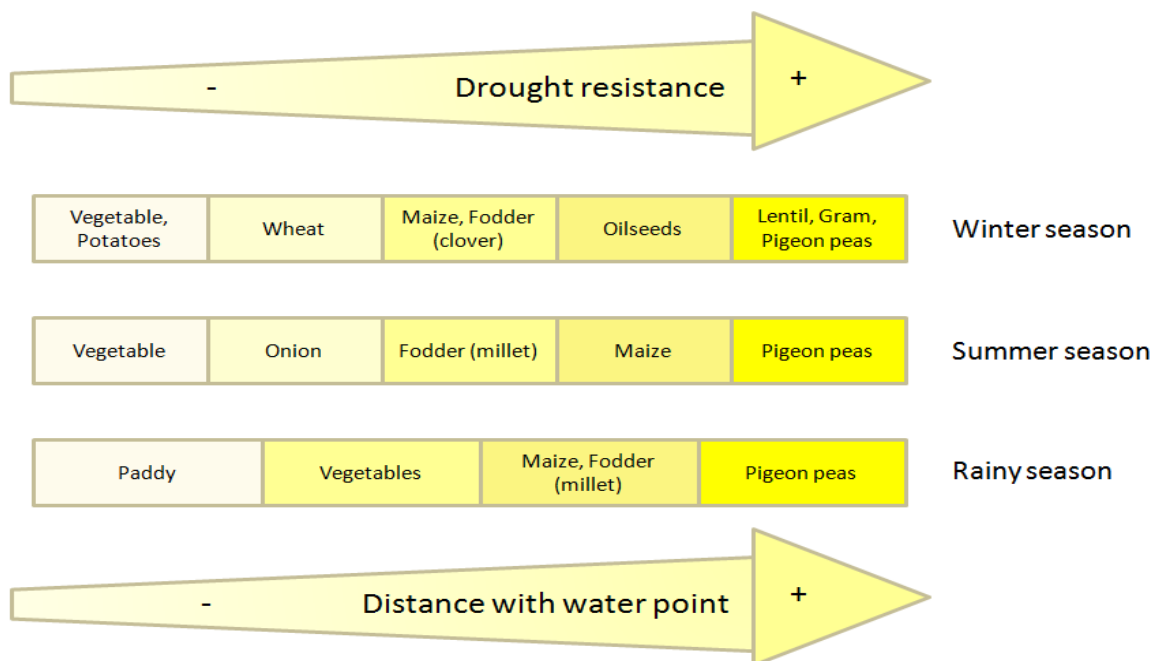 -
Drought resistance
+
Vegetable,
Potatoes
Wheat
Maize, Fodder
(clover)
Oilseeds
Lentil, Gram,
Pigeon peas
Winter season
Vegetable
Onion
Fodder (millet)
Maize
Pigeon peas
Summer season
Paddy
Vegetables
Maize, Fodder
(millet)
Pigeon peas
Rainy season
-
Distance with water point
+